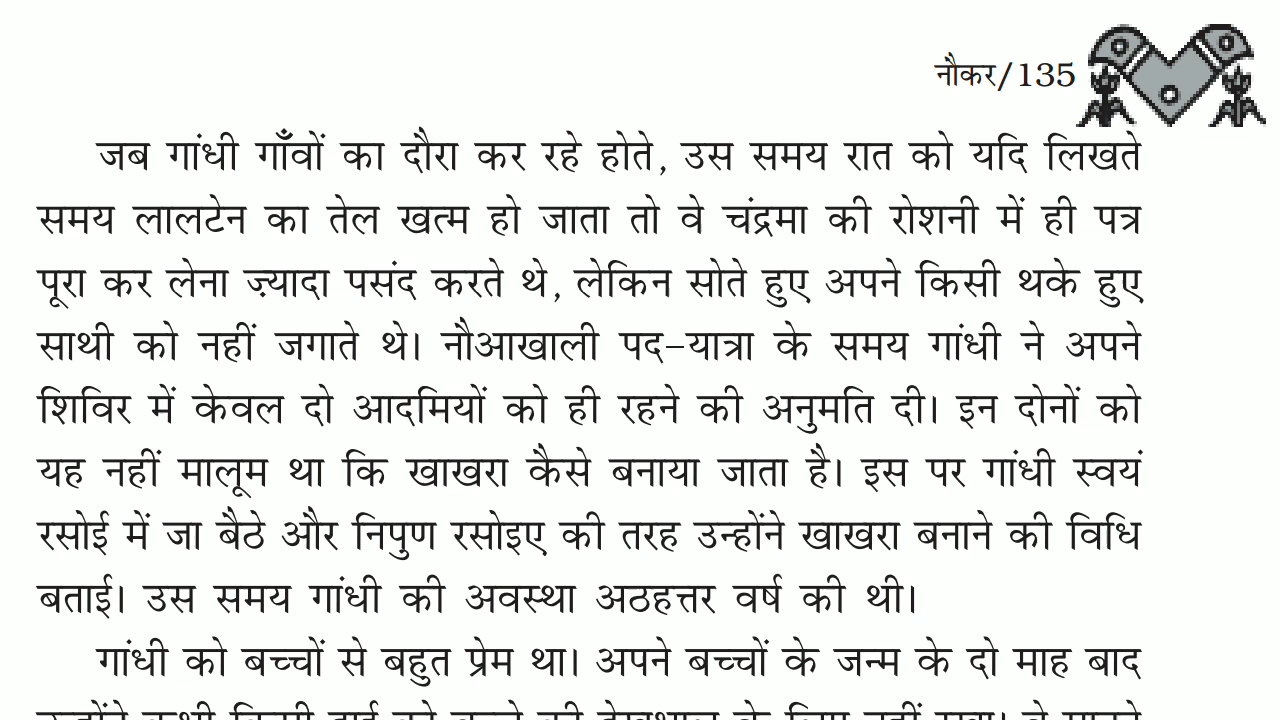 नौकर/135
जब गांधी गाँवों का दौरा कर रहे होते, उस समय रात को यदि लिखते
समय लालटेन का तेल खत्म हो जाता तो वे चंद्रमा की रोशनी में ही पत्र
पूरा कर लेना ज़्यादा पसंद करते थे, लेकिन सोते हुए अपने किसी थके हुए
साथी को नहीं जगाते थे। नौआखाली पद-यात्रा के समय गांधी ने अपने
शिविर में केवल दो आदमियों को ही रहने की अनुमति दी। इन दोनों को
यह नहीं मालूम था कि खाखरा कैसे बनाया जाता है। इस पर गांधी स्वयं
रसोई में जा बैठे और निपुण रसोइए की तरह उन्होंने खाखरा बनाने की विधि
बताई। उस समय गांधी की अवस्था अठहत्तर वर्ष की थी।
गांधी को बच्चों से बहुत प्रेम था। अपने बच्चों के जन्म के दो माह बाद